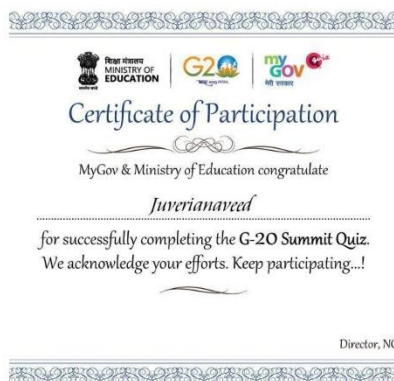 शिक्षा मंत्रालय
MINISTRY OF
EDUCATION
G20
my
GOV
Quiz
मेरी सरकार
Certificate of Participation
MyGov & Ministry of Education congratulate
Juverianaveed
for successfully completing the G-20 Summit Quiz.
We acknowledge your efforts. Keep participating...!
Director, NC